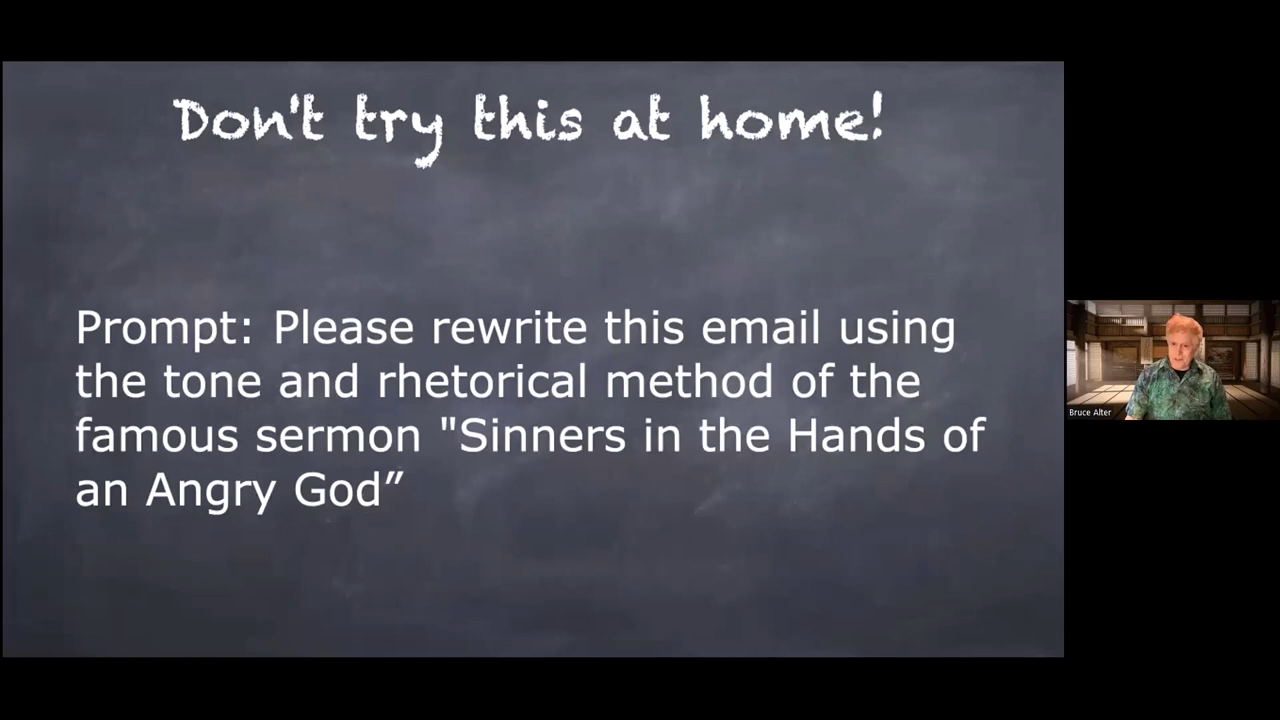 Don't try this at home!
Prompt: Please rewrite this email using
the tone and rhetorical method of the
famous sermon "Sinners in the Hands of
an Angry God”
Bruce Alter